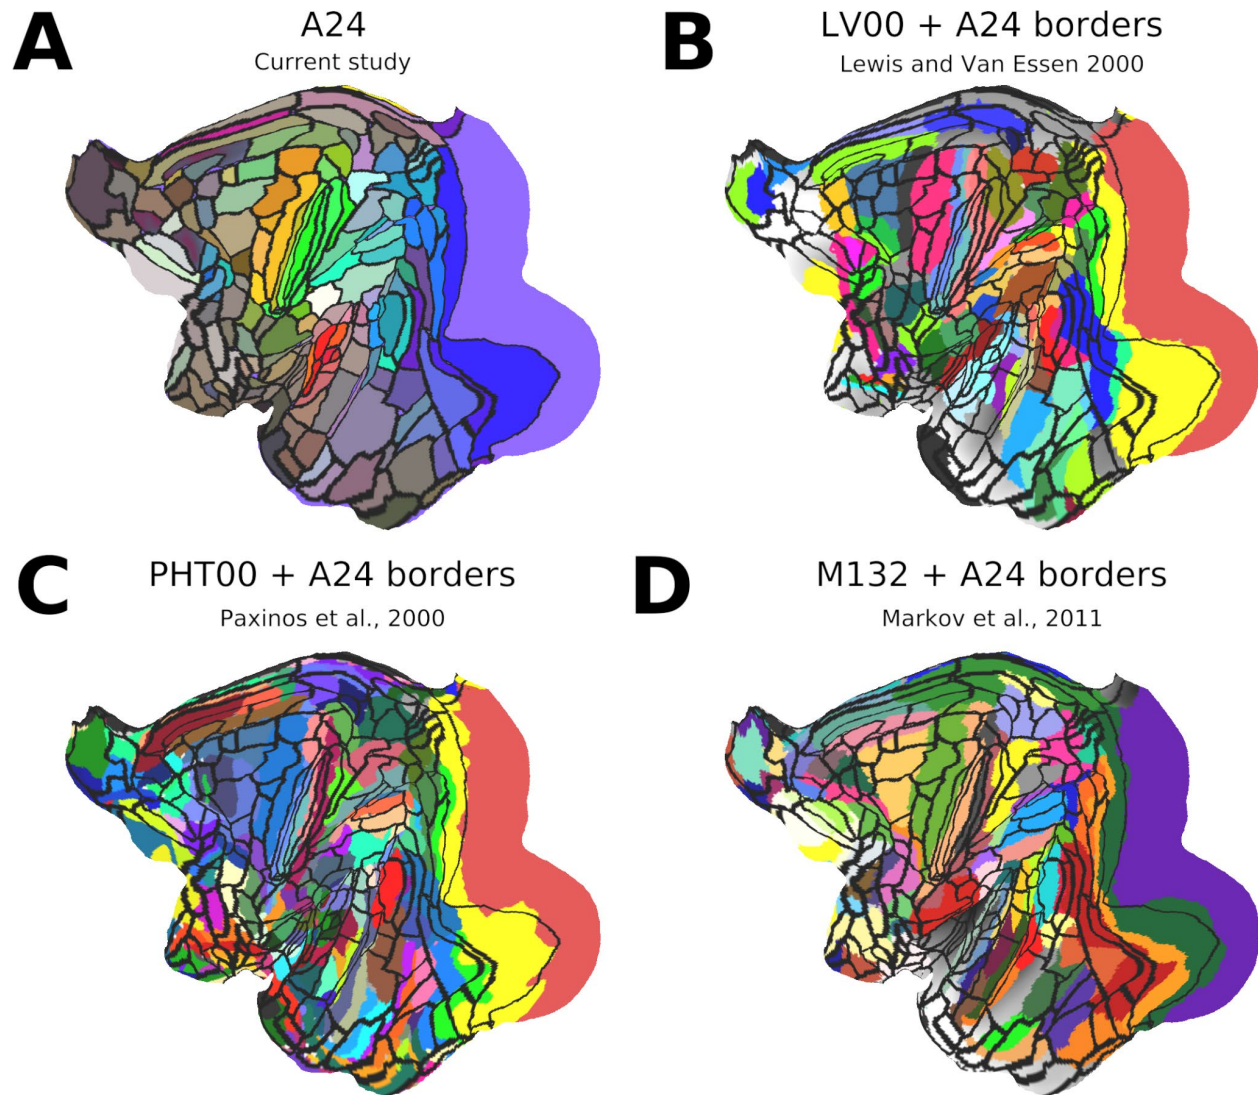 A
A24
Current study
B
LV00 + A24 borders
Lewis and Van Essen 2000
C
PHT00 + A24 borders
Paxinos et al., 2000
D
M132 + A24 borders
Markov et al., 2011